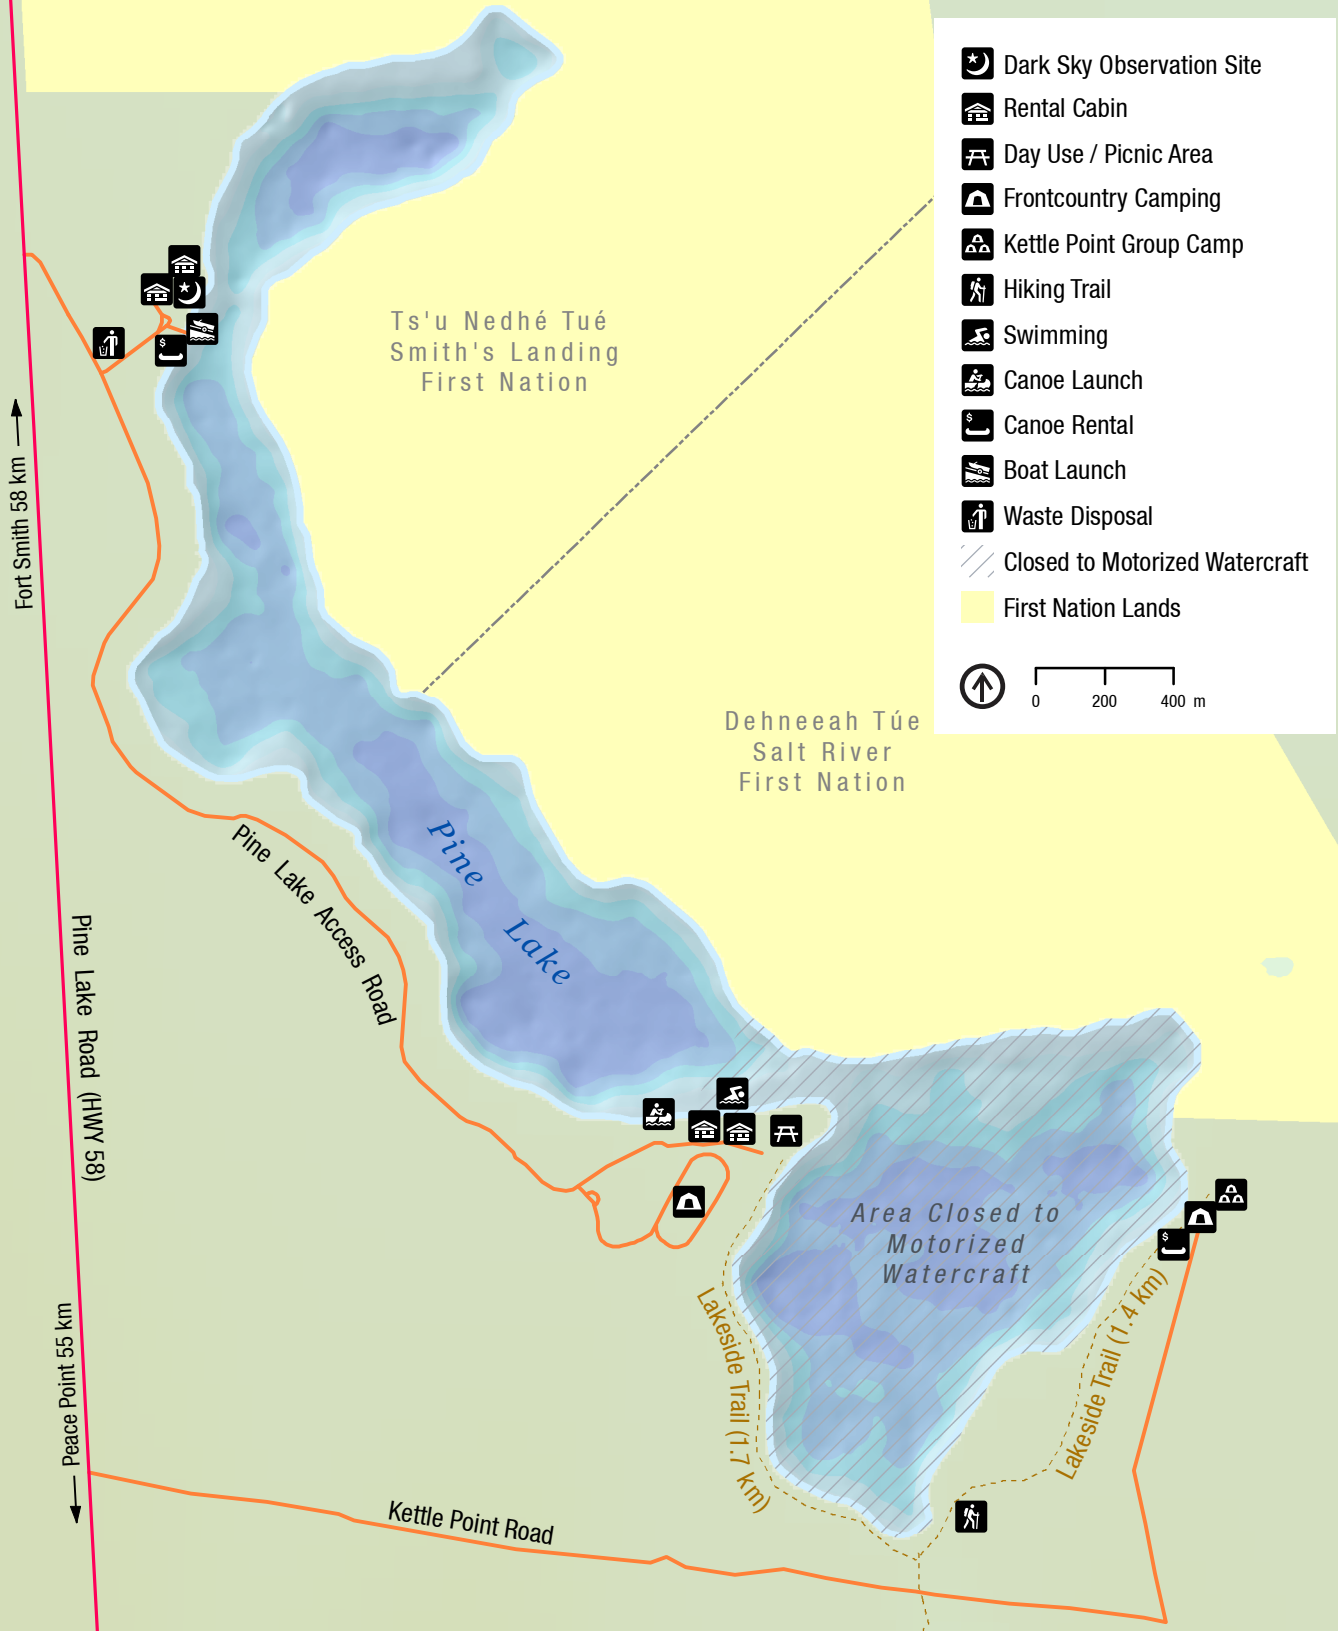 Dark Sky Observation Site
Rental Cabin
Day Use / Picnic Area
Frontcountry Camping
Kettle Point Group Camp
Hiking Trail
Swimming
Canoe Launch
$
Canoe Rental
Boat Launch
Waste Disposal
Closed to Motorized Watercraft
First Nation Lands
0 200 400 m
Ts'u Nedhé Tué
Smith's Landing
First Nation
$
Fort Smith 58 km
Dehneeah Túe
Salt River
First Nation
Pine Lake
Pine Lake Access Road
Pine Lake Road (HWY 58)
Area Closed to
Motorized
Watercraft
$
Lakeside Trail (1.7 km)
Lakeside Trail (1.4 km)
Peace Point 55 km
Kettle Point Road